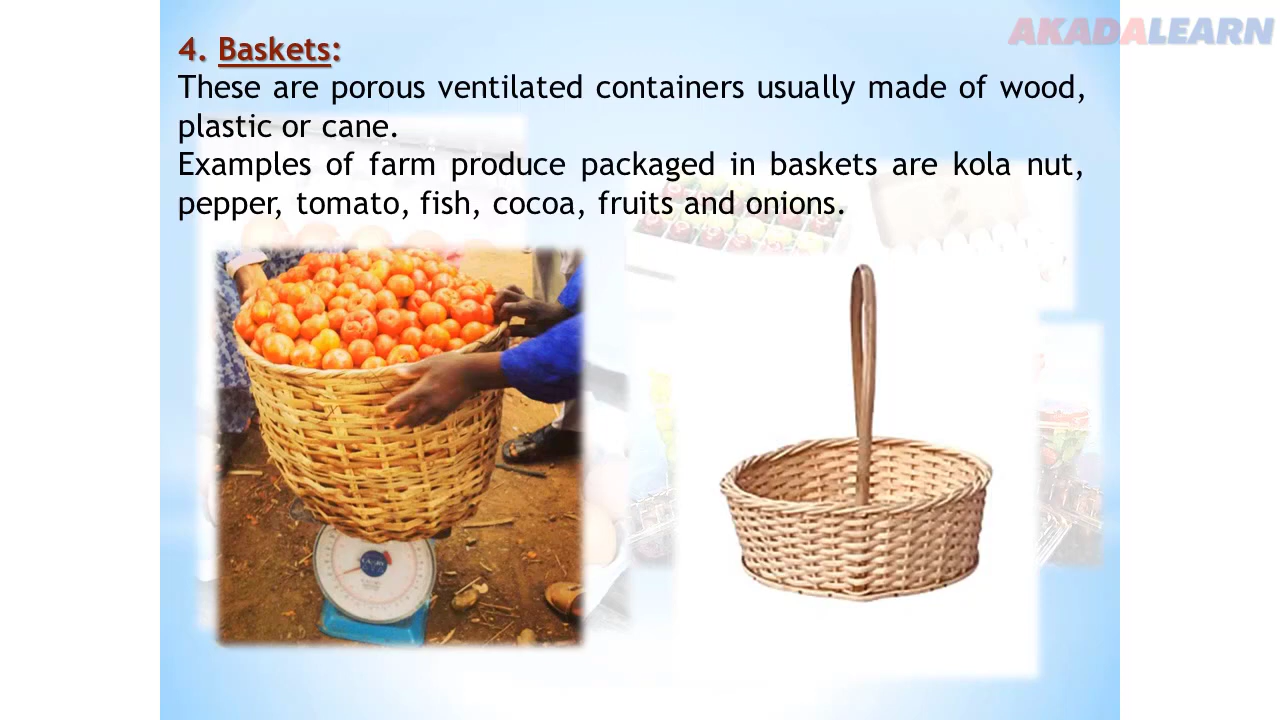 AKADALEARN
4. Baskets:
These are porous ventilated containers usually made of wood,
plastic or cane.
Examples of farm produce packaged in baskets are kola nut,
pepper, tomato, fish, cocoa, fruits and onions.